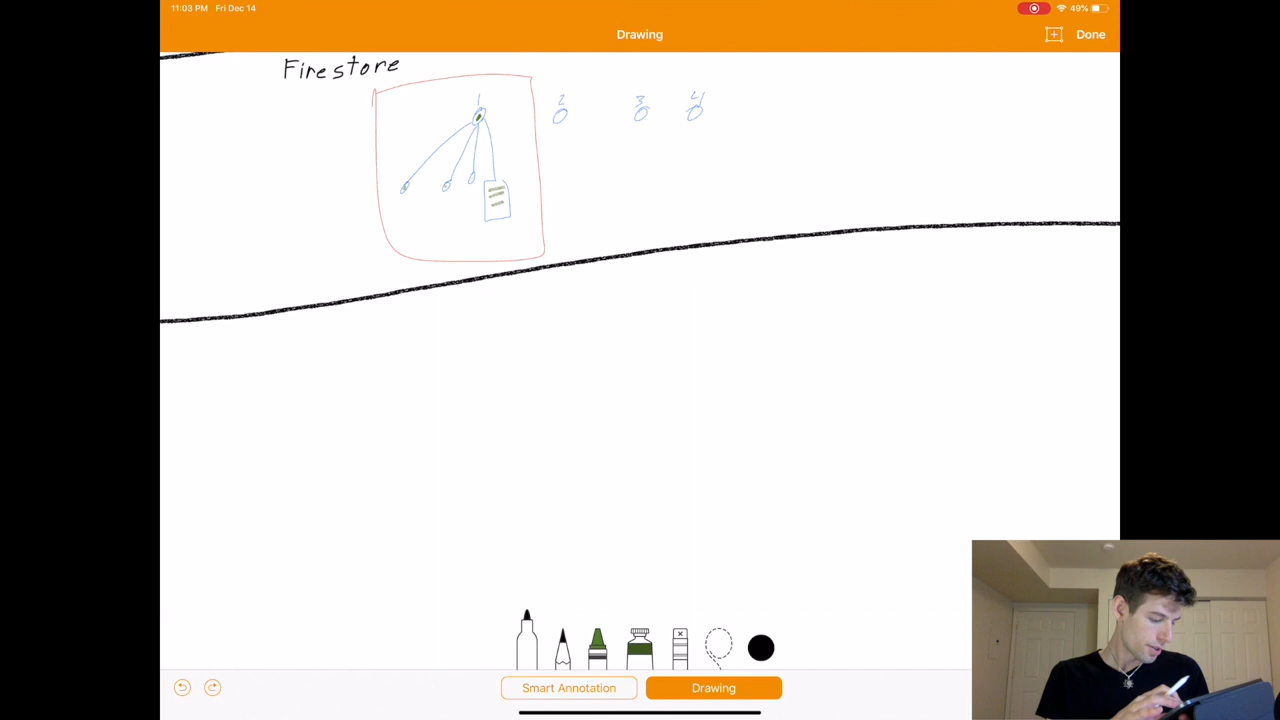 11:03 PM Fri Dec 14
49%
Drawing
Done
Firestore
1 2 3 4
Smart Annotation
Drawing